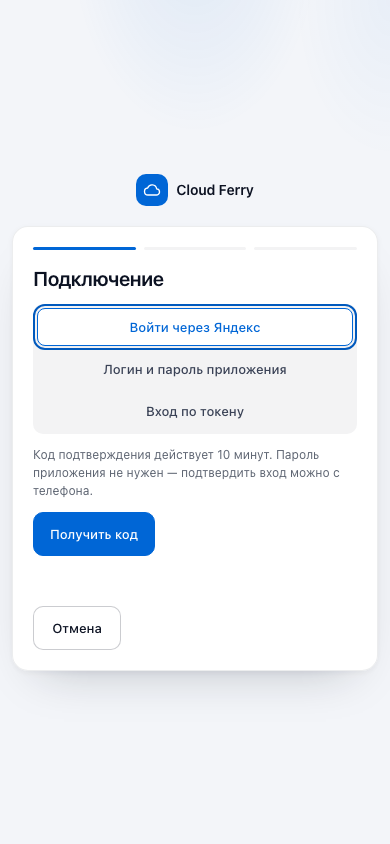 Cloud Ferry
Подключение
Войти через Яндекс
Логин и пароль приложения
Вход по токену
Код подтверждения действует 10 минут. Пароль
приложения не нужен — подтвердить вход можно с
телефона.
Получить код
Отмена